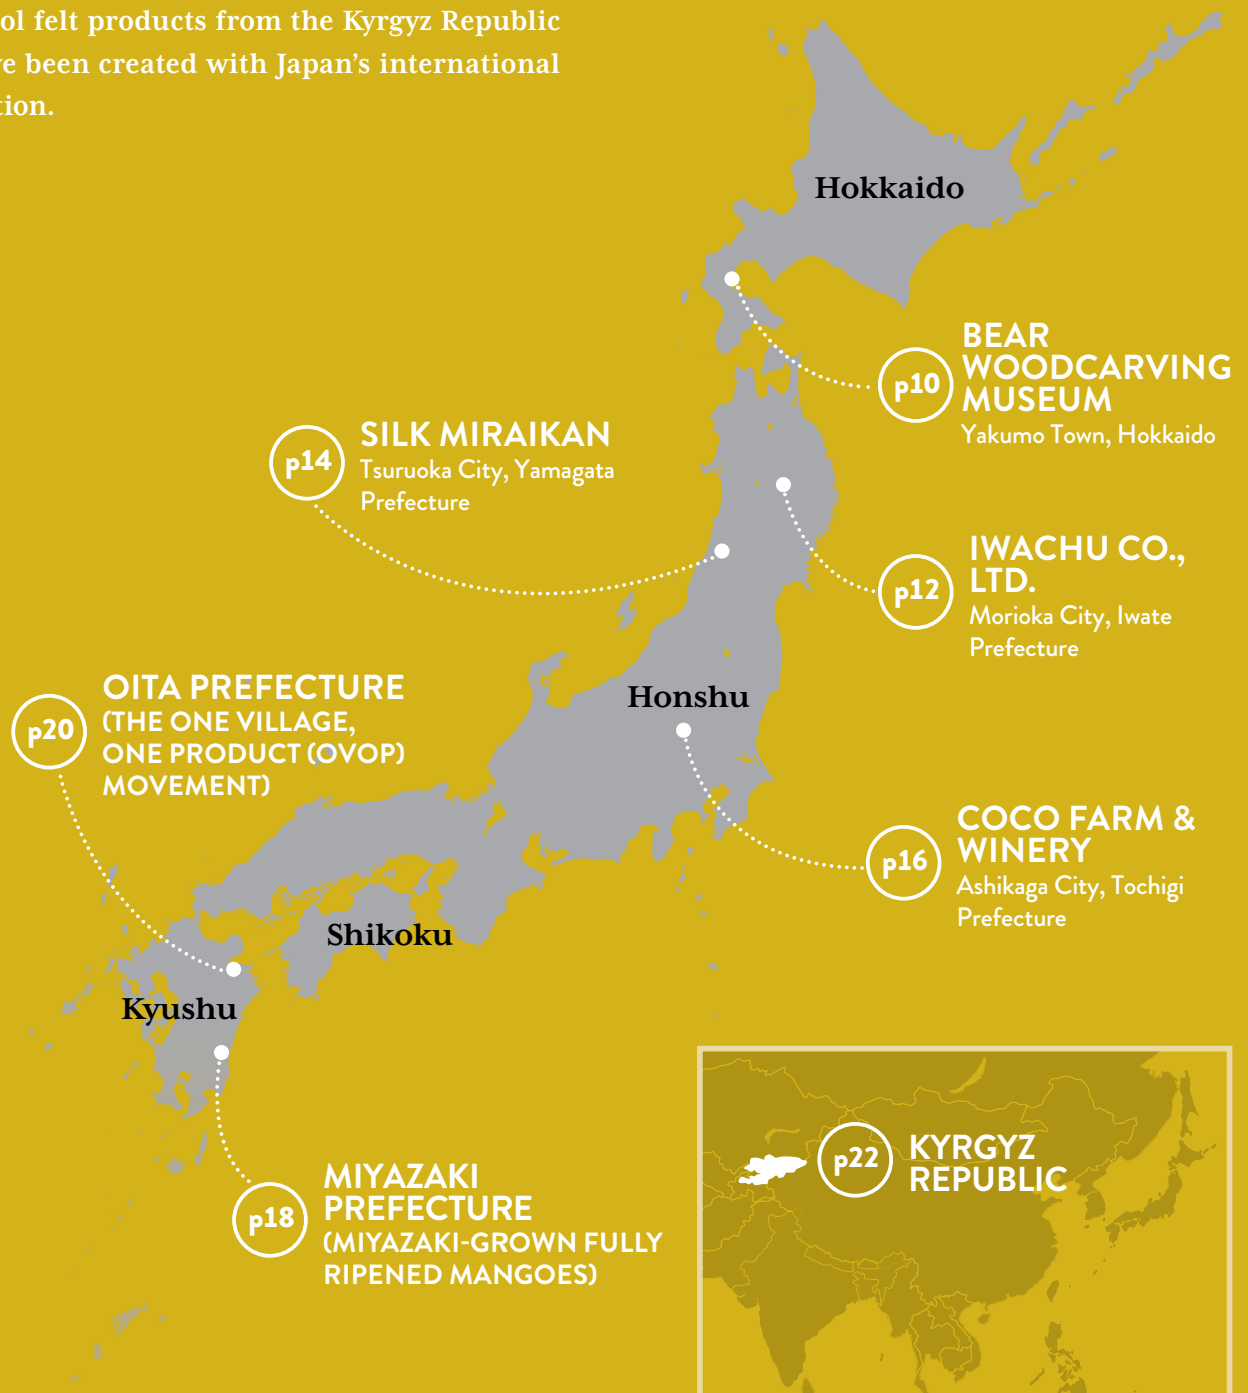 ol felt products from the Kyrgyz Republic
e been created with Japan's international
tion.
Hokkaido
p10
BEAR
WOODCARVING
MUSEUM
Yakumo Town, Hokkaido
p14
SILK MIRAIKAN
Tsuruoka City, Yamagata
Prefecture
p12
IWACHU CO.,
LTD.
Morioka City, Iwate
Prefecture
p20
OITA PREFECTURE
(THE ONE VILLAGE,
ONE PRODUCT (OVOP)
MOVEMENT)
Honshu
p16
COCO FARM &
WINERY
Ashikaga City, Tochigi
Prefecture
Shikoku
Kyushu
p18
MIYAZAKI
PREFECTURE
(MIYAZAKI-GROWN FULLY
RIPENED MANGOES)
p22
KYRGYZ
REPUBLIC